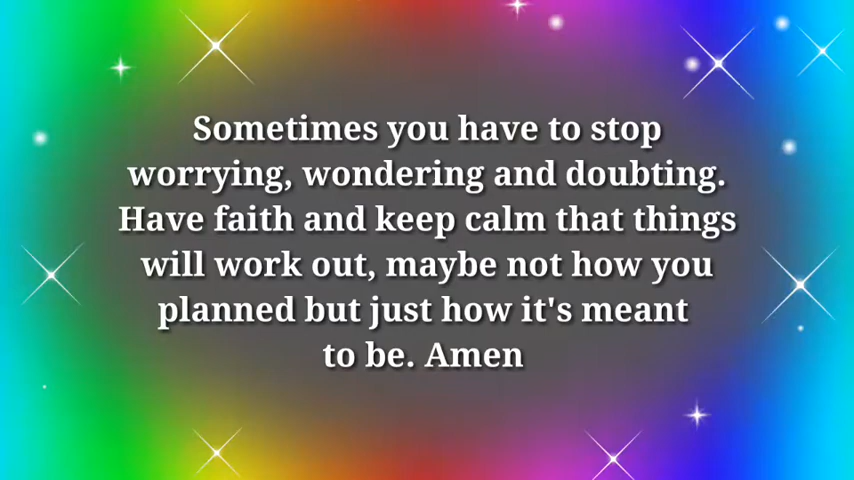 Sometimes you have to stop
worrying, wondering and doubting.
Have faith and keep calm that things
will work out, maybe not how you
planned but just how it's meant
to be. Amen